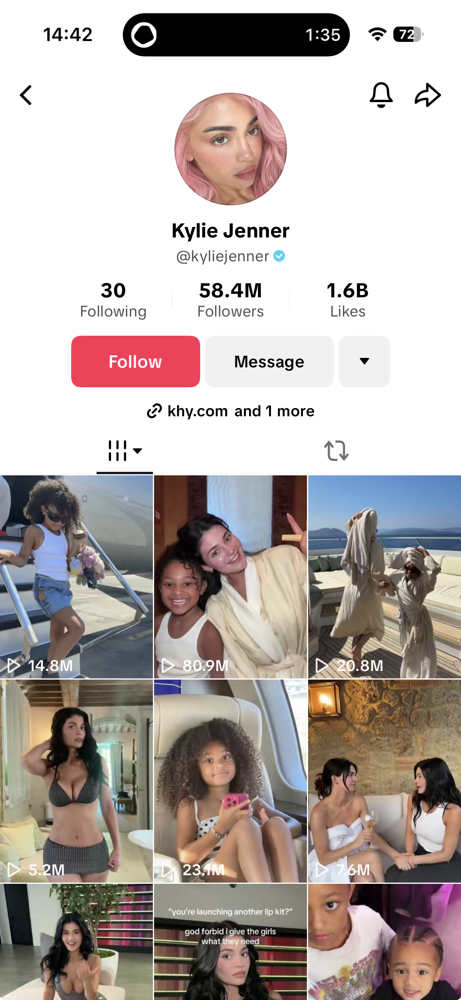 14:42
1:35
72
Kylie Jenner
@kyliejenner
30
Following
58.4M
Followers
1.6B
Likes
Follow
Message
khy.com and 1 more
14.8M
80.9M
20.8M
5.2M
23.1M
7.6M
"you're launching another lip kit?"
god forbid i give the girls
what they need